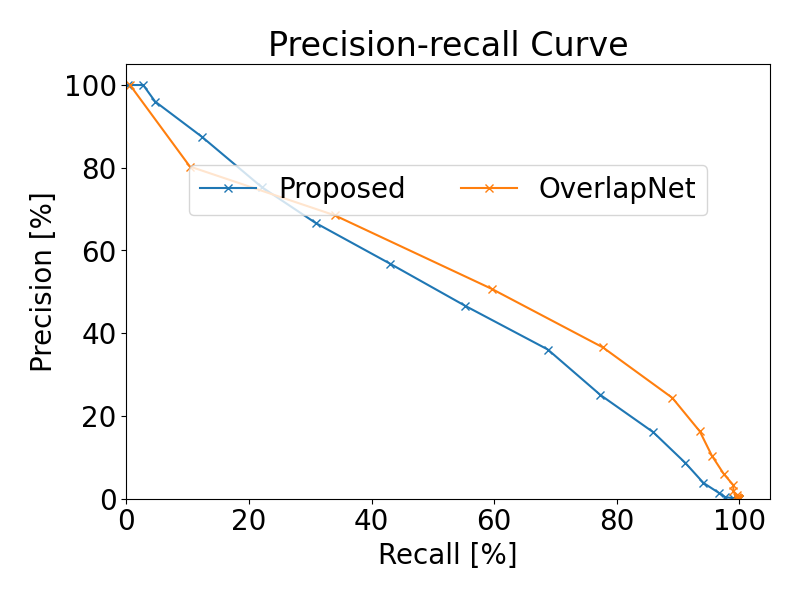 Precision-recall Curve
Precision [%]
100
80
60
40
20
0
Proposed
OverlapNet
0 20 40 60 80 100
Recall [%]